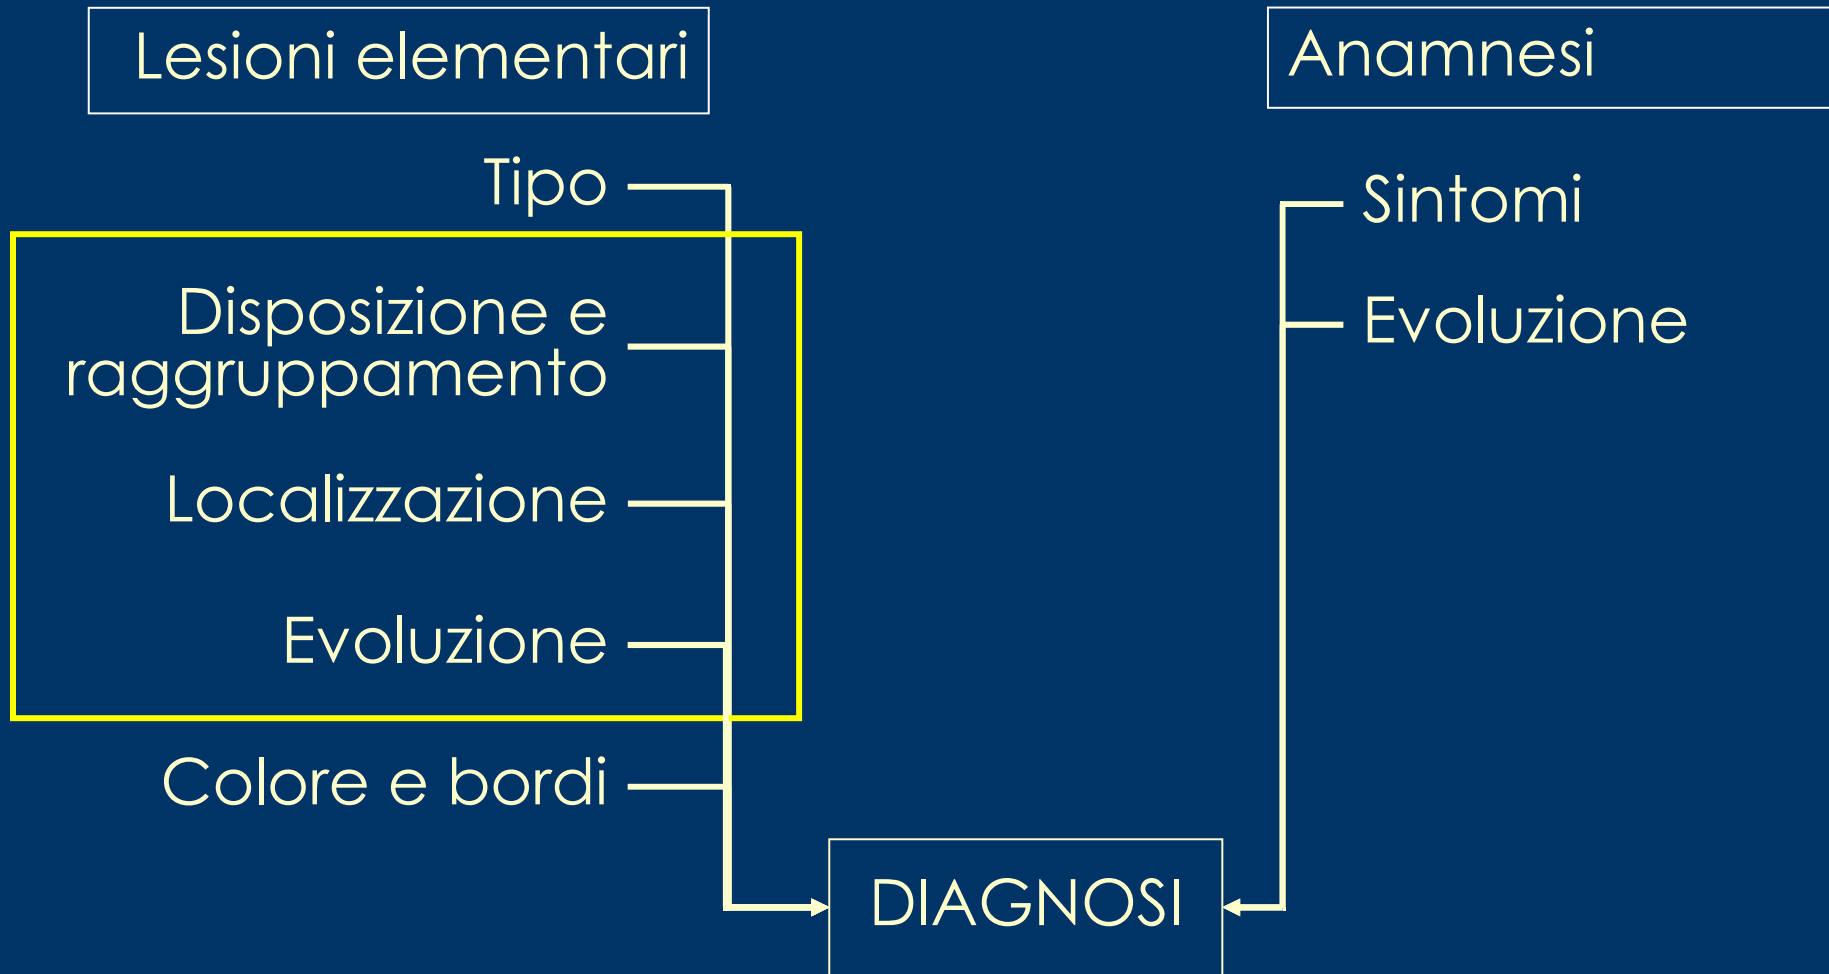 Lesioni elementari
Tipo
Disposizione e
raggruppamento
Localizzazione
Evoluzione
Colore e bordi
Anamnesi
Sintomi
Evoluzione
DIAGNOSI